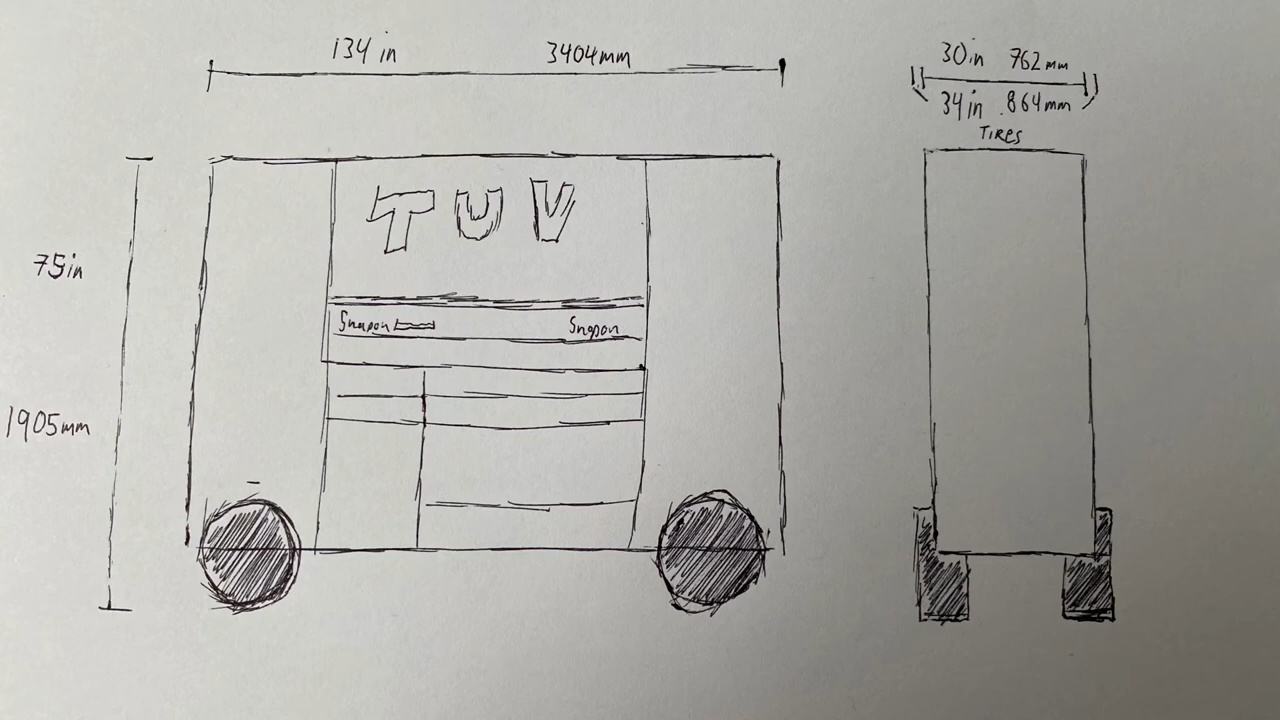 134 in 3404mm
30in 762mm
34in 864mm
TIRES
TUV
75in
Snapon Snapon
1905mm